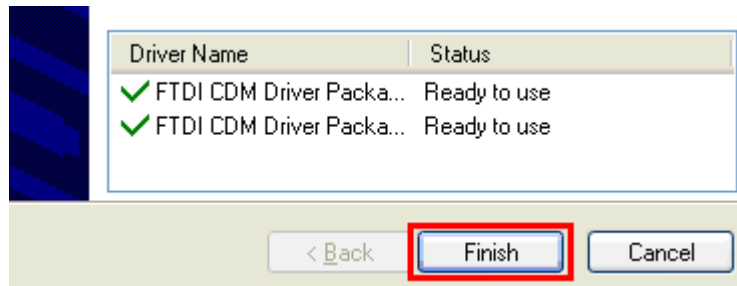 Driver Name Status
FTDI CDM Driver Packa... Ready to use
FTDI CDM Driver Packa... Ready to use
< Back Finish Cancel